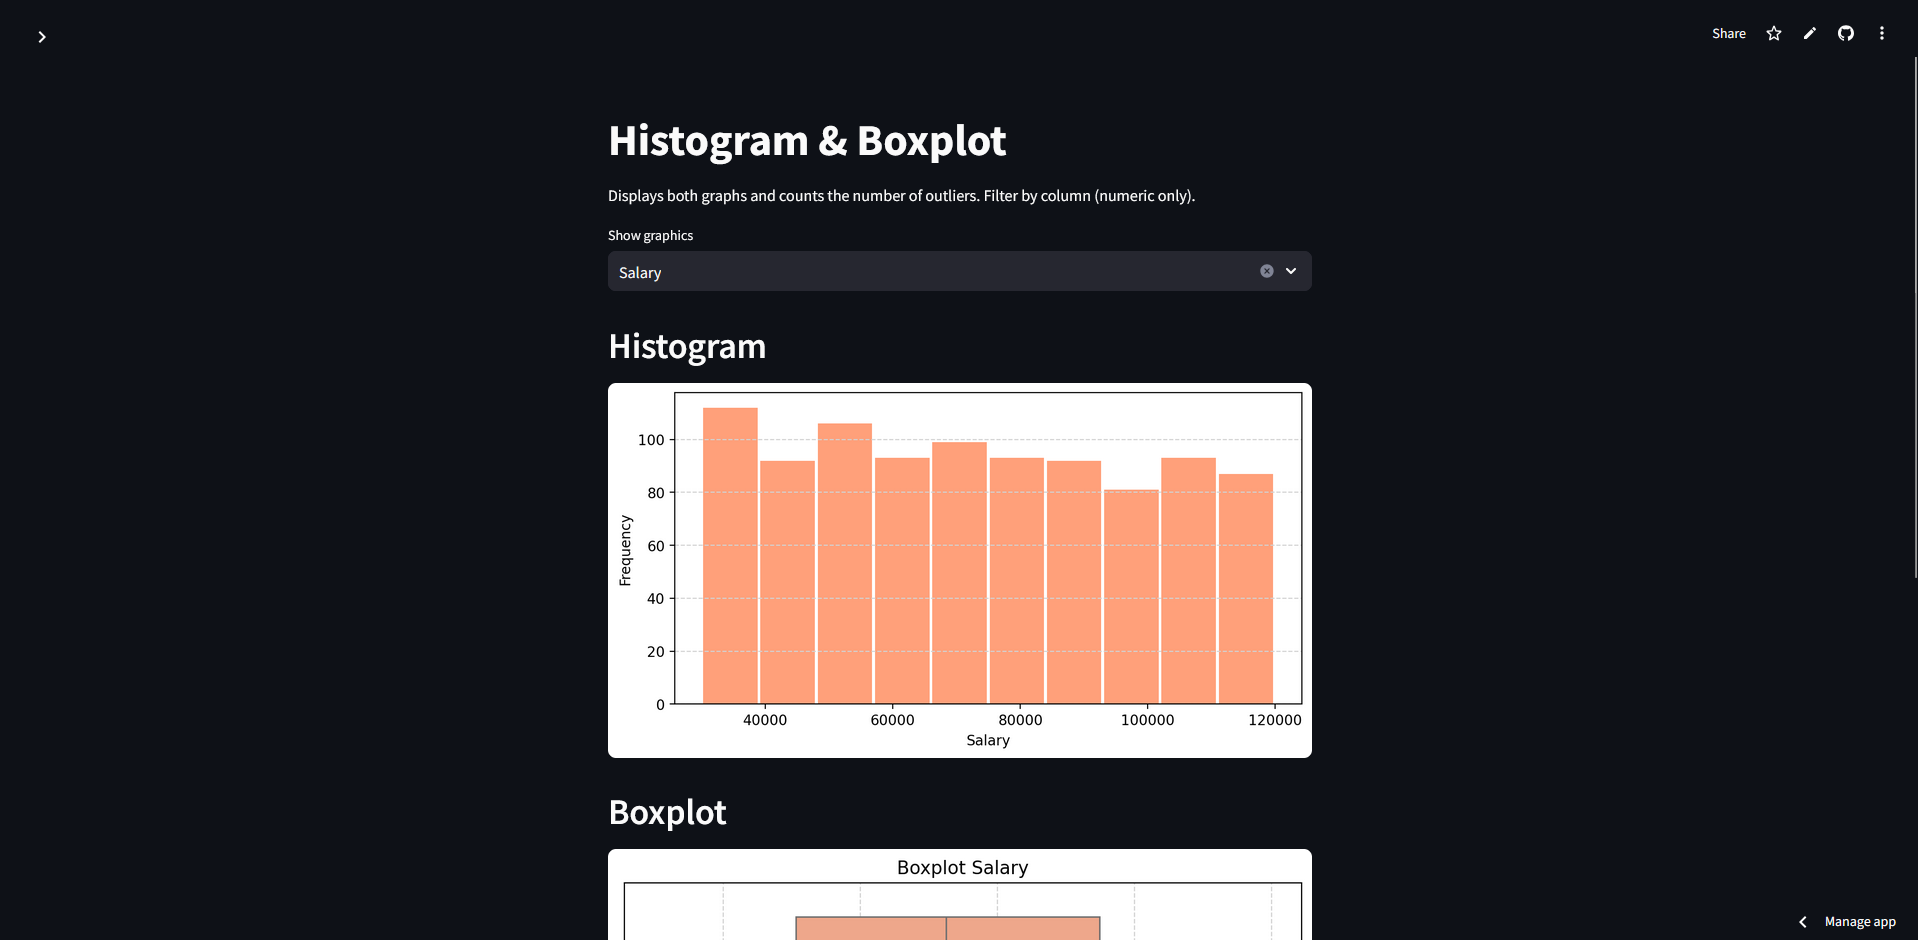 Share
Histogram & Boxplot
Displays both graphs and counts the number of outliers. Filter by column (numeric only).
Show graphics
Salary
Histogram
100
80
60
40
20
0
Frequency
40000 60000 80000 100000 120000
Salary
Boxplot
Boxplot Salary
Manage app